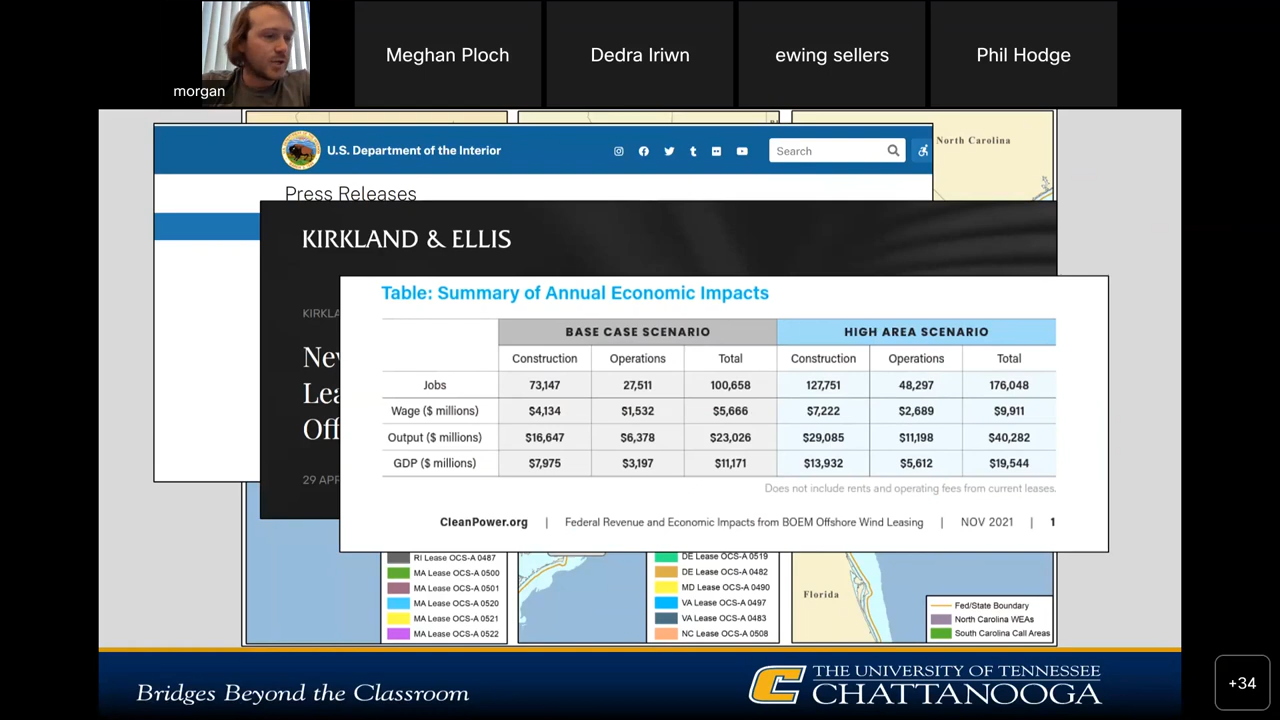 morgan
Meghan Ploch
Dedra Iriwn
ewing sellers
Phil Hodge
U.S. Department of the Interior
Search
North Carolina
Press Releases
KIRKLAND & ELLIS
KIRKLA
Nev
Lea
Off
29 APR
Table: Summary of Annual Economic Impacts
BASE CASE SCENARIO HIGH AREA SCENARIO
Construction Operations Total Construction Operations Total
Jobs 73,147 27,511 100,658 127,751 48,297 176,048
Wage ($ millions) $4,134 $1,532 $5,666 $7,222 $2,689 $9,911
Output ($ millions) $16,647 $6,378 $23,026 $29,085 $11,198 $40,282
GDP ($ millions) $7,975 $3,197 $11,171 $13,932 $5,612 $19,544
Does not include rents and operating fees from current leases.
CleanPower.org | Federal Revenue and Economic Impacts from BOEM Offshore Wind Leasing | NOV 2021 | 1
RI Lease OCS-A 0487
MA Lease OCS-A 0500
MA Lease OCS-A 0501
MA Lease OCS-A 0520
MA Lease OCS-A 0521
MA Lease OCS-A 0522
DE Lease OCS-A 0519
DE Lease OCS-A 0482
MD Lease OCS-A 0490
VA Lease OCS-A 0497
VA Lease OCS-A 0483
NC Lease OCS-A 0508
Florida
Fed/State Boundary
North Carolina WEAs
South Carolina Call Areas
Bridges Beyond the Classroom
THE UNIVERSITY OF TENNESSEE
CHATTANOOGA
+34